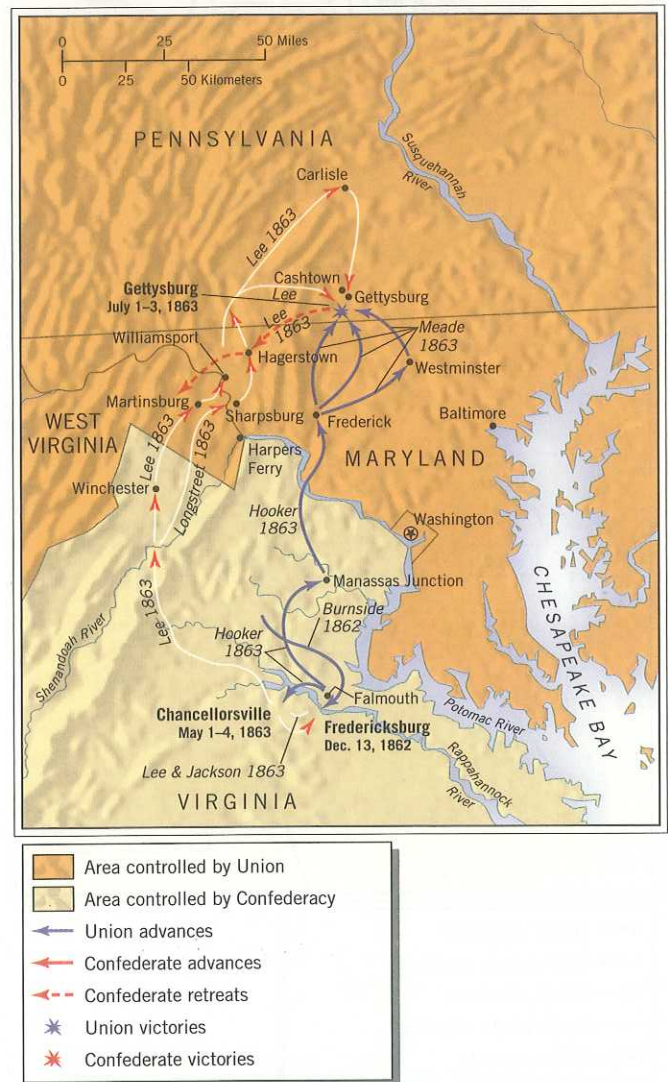 0 25 50 Miles
0 25 50 Kilometers
PENNSYLVANIA
Susquehannah
River
Carlisle
Lee 1863
Cashtown
Gettysburg
July 1–3, 1863
Lee
Gettysburg
Lee
1863
Meade
1863
Williamsport
Hagerstown
Westminster
Martinsburg
Sharpsburg
Frederick
Baltimore
WEST
VIRGINIA
Lee 1863
Longstreet 1863
Harpers
Ferry
MARYLAND
Winchester
Hooker
1863
Washington
Manassas Junction
CHESAPEAKE BAY
Lee 1863
Burnside
1862
Hooker
1863
Shenandoah River
Falmouth
Potomac River
Chancellorsville
May 1–4, 1863
Fredericksburg
Dec. 13, 1862
Lee & Jackson 1863
Rappahannock
River
VIRGINIA
Area controlled by Union
Area controlled by Confederacy
Union advances
Confederate advances
Confederate retreats
Union victories
Confederate victories